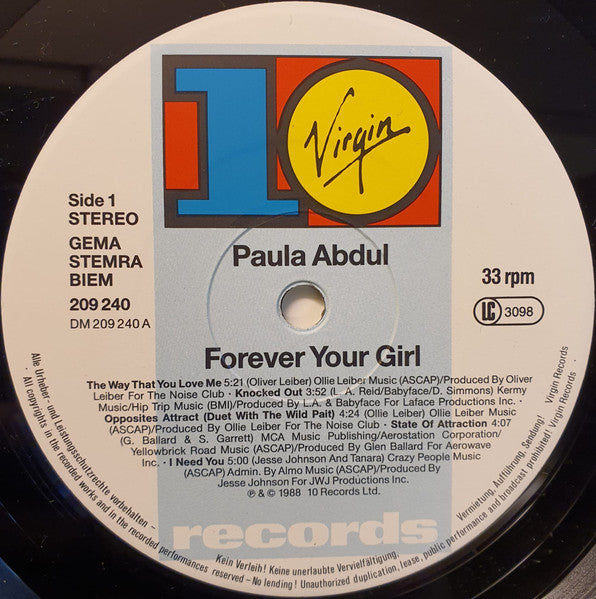 10
Virgin
Side 1
STEREO
GEMA
STEMRA
BIEM
209 240
DM 209 240 A
Paula Abdul
33 rpm
LC 3098
Forever Your Girl
The Way That You Love Me 5:21 (Oliver Leiber) Ollie Leiber Music (ASCAP)/Produced By Oliver
Leiber For The Noise Club · Knocked Out 3:52 (L. A. Reid/Babyface/D. Simmons) Kermy
Music/Hip Trip Music (BMI)/Produced by L.A. & Babyface For Laface Productions Inc. ·
Opposites Attract (Duet With The Wild Pait) 4:24 (Ollie Leiber) Ollie Leiber Music
(ASCAP)/Produced By Ollie Leiber For The Noise Club · State Of Attraction 4:07
(G. Ballard & S. Garrett) MCA Music Publishing/Aerostation Corporation/
Yellowbrick Road Music (ASCAP)/Produced By Glen Ballard For Aerowave
Inc. · I Need You 5:00 (Jesse Johnson And Tanara) Crazy People Music
(ASCAP) Admin. By Almo Music (ASCAP)/Produced By
Jesse Johnson For JWJ Productions Inc.
℗ & © 1988 10 Records Ltd.
records
Alle Urheber- und Leistungsschutzrechte vorbehalten – Kein Verleih! Keine unerlaubte Vervielfältigung, Vermietung, Aufführung, Sendung! Virgin Records
· All copyrights in the recorded works and in the recorded performances reserved – No lending! Unauthorized duplication, lease, public performance and broadcast prohibited! Virgin Records ·